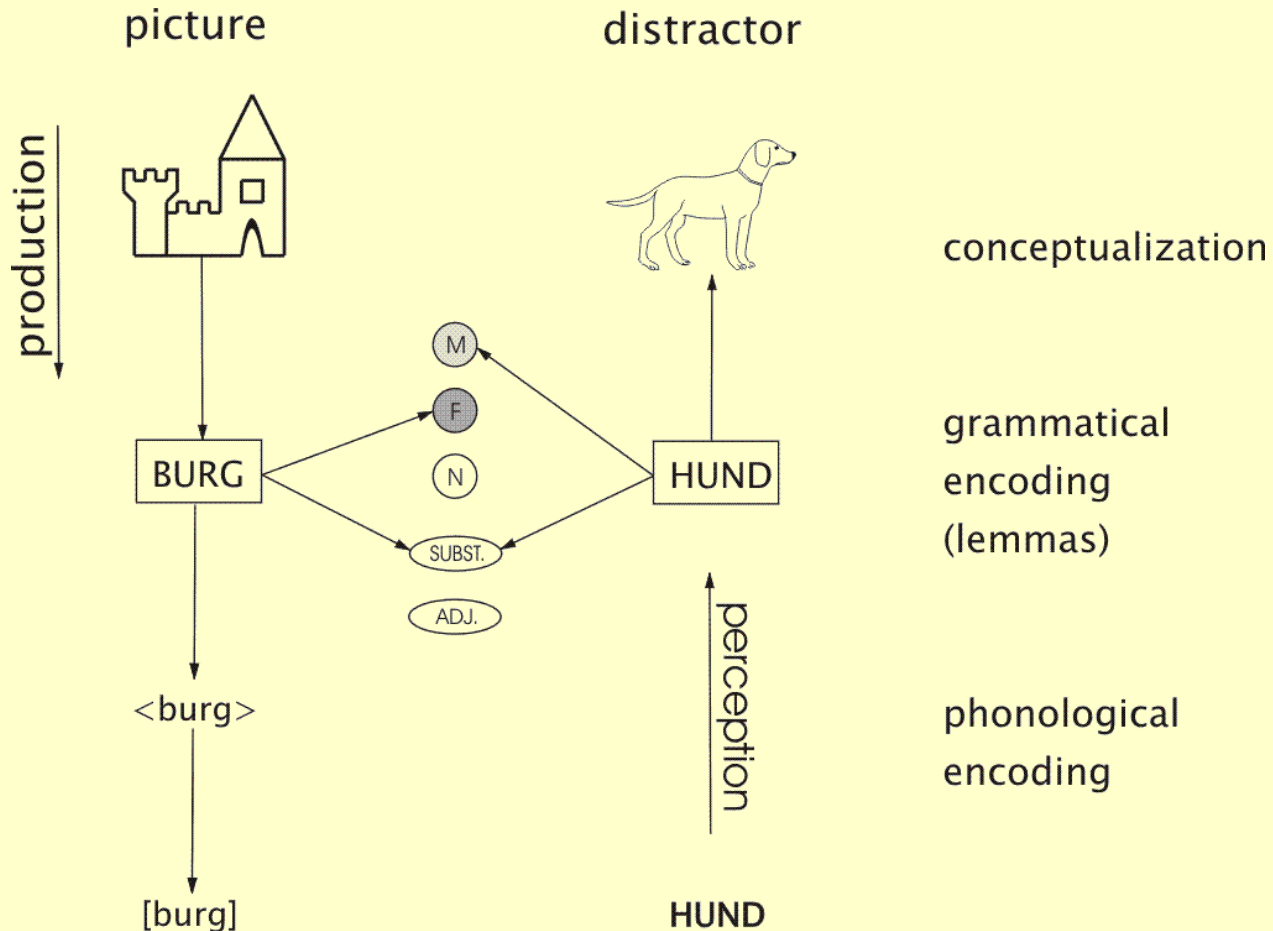 picture
distractor
production
conceptualization
M
F
N
BURG
HUND
SUBST.
ADJ.
grammatical
encoding
(lemmas)
perception
<burg>
phonological
encoding
[burg]
HUND